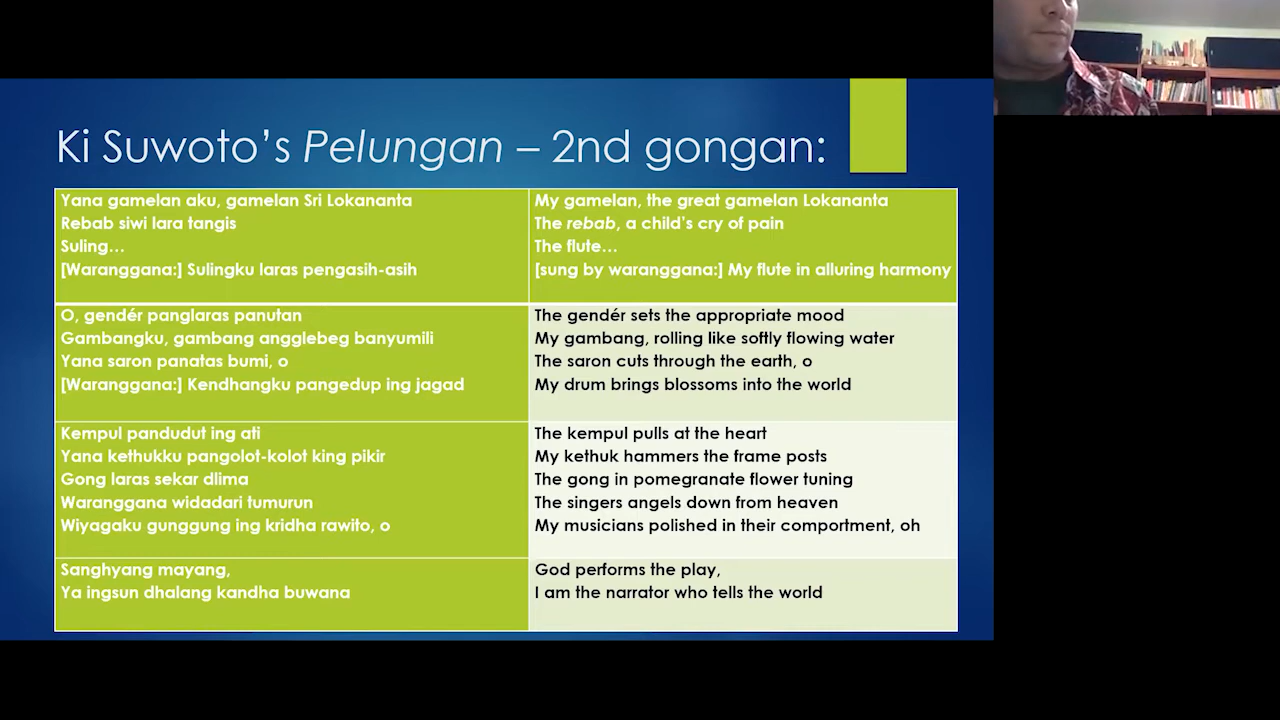 Ki Suwoto's Pelungan – 2nd gongan:
Yana gamelan aku, gamelan Sri Lokananta
Rebab siwi lara tangis
Suling…
[Waranggana:] Sulingku laras pengasih-asih
My gamelan, the great gamelan Lokananta
The rebab, a child's cry of pain
The flute…
[sung by waranggana:] My flute in alluring harmony
O, gendér panglaras panutan
Gambangku, gambang angglebeg banyumili
Yana saron panatas bumi, o
[Waranggana:] Kendhangku pangedup ing jagad
The gendér sets the appropriate mood
My gambang, rolling like softly flowing water
The saron cuts through the earth, o
My drum brings blossoms into the world
Kempul pandudut ing ati
Yana kethukku pangolot-kolot king pikir
Gong laras sekar dlima
Waranggana widadari tumurun
Wiyagaku gunggung ing kridha rawito, o
The kempul pulls at the heart
My kethuk hammers the frame posts
The gong in pomegranate flower tuning
The singers angels down from heaven
My musicians polished in their comportment, oh
Sanghyang mayang,
Ya ingsun dhalang kandha buwana
God performs the play,
I am the narrator who tells the world